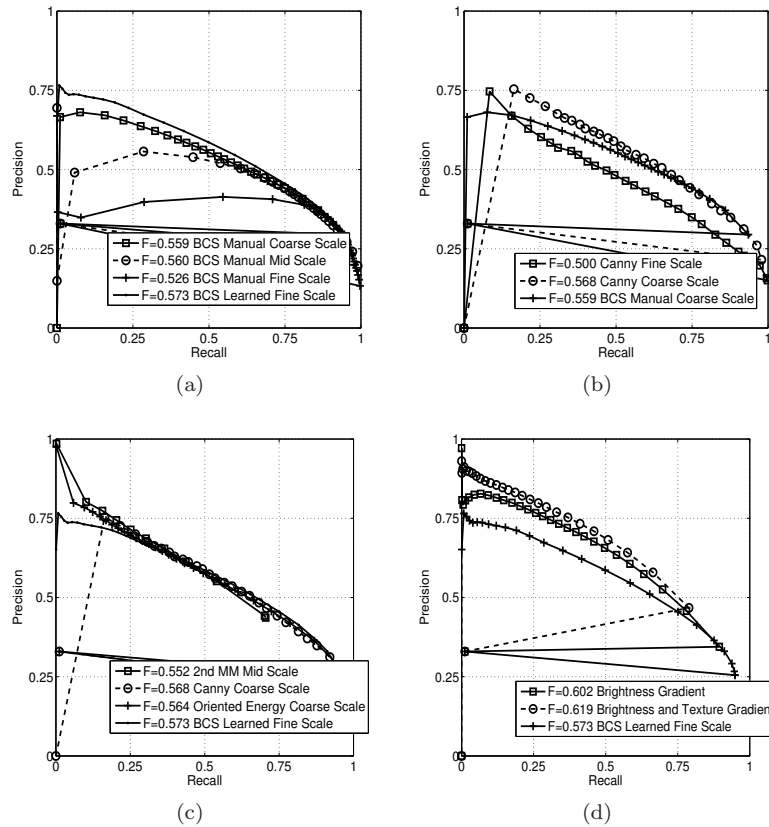 1
0.75
0.5
0.25
0
0.25
0.5
0.75
1
Precision
Recall
F=0.559 BCS Manual Coarse Scale
F=0.560 BCS Manual Mid Scale
F=0.526 BCS Manual Fine Scale
F=0.573 BCS Learned Fine Scale
(a)
1
0.75
0.5
0.25
0
0.25
0.5
0.75
1
Precision
Recall
F=0.500 Canny Fine Scale
F=0.568 Canny Coarse Scale
F=0.559 BCS Manual Coarse Scale
(b)
1
0.75
0.5
0.25
0
0
0.25
0.5
0.75
1
Precision
Recall
F=0.552 2nd MM Mid Scale
F=0.568 Canny Coarse Scale
F=0.564 Oriented Energy Coarse Scale
F=0.573 BCS Learned Fine Scale
(c)
1
0.75
0.5
0.25
0
0
0.25
0.5
0.75
1
Precision
Recall
F=0.602 Brightness Gradient
F=0.619 Brightness and Texture Gradient
F=0.573 BCS Learned Fine Scale
(d)